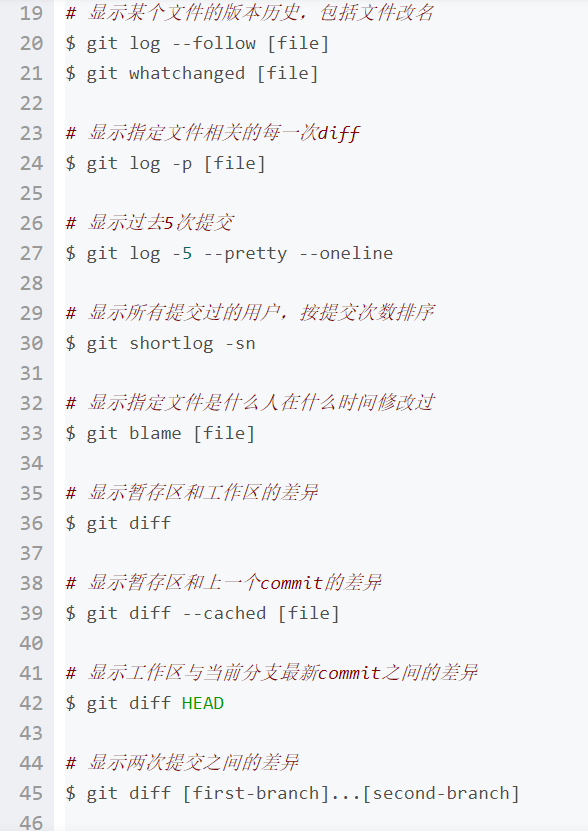 19 # 显示某个文件的版本历史，包括文件改名
20 $ git log --follow [file]
21 $ git whatchanged [file]
22
23 # 显示指定文件相关的每一次diff
24 $ git log -p [file]
25
26 # 显示过去5次提交
27 $ git log -5 --pretty --oneline
28
29 # 显示所有提交过的用户，按提交次数排序
30 $ git shortlog -sn
31
32 # 显示指定文件是什么人在什么时间修改过
33 $ git blame [file]
34
35 # 显示暂存区和工作区的差异
36 $ git diff
37
38 # 显示暂存区和上一个commit的差异
39 $ git diff --cached [file]
40
41 # 显示工作区与当前分支最新commit之间的差异
42 $ git diff HEAD
43
44 # 显示两次提交之间的差异
45 $ git diff [first-branch]...[second-branch]
46